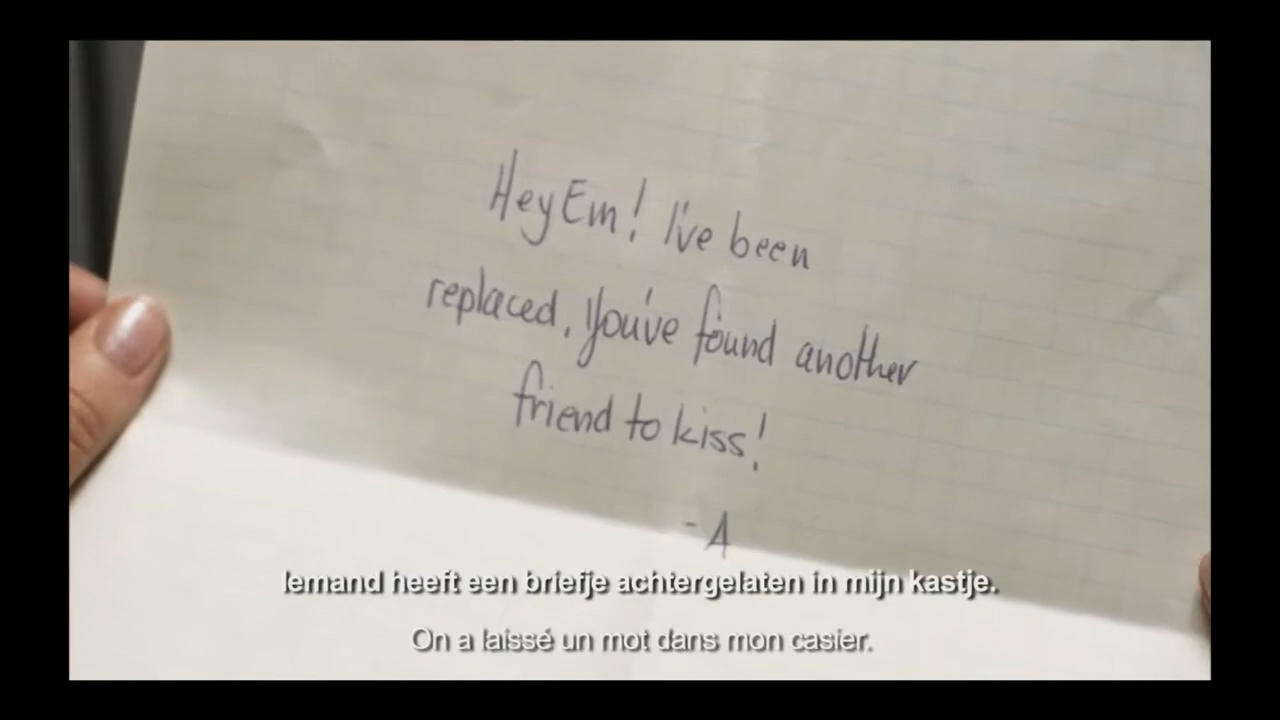 Hey Em! I've been
replaced, You've found another
friend to kiss!
- A
Iemand heeft een briefje achtergelaten in mijn kastje.
On a laissé un mot dans mon casier.